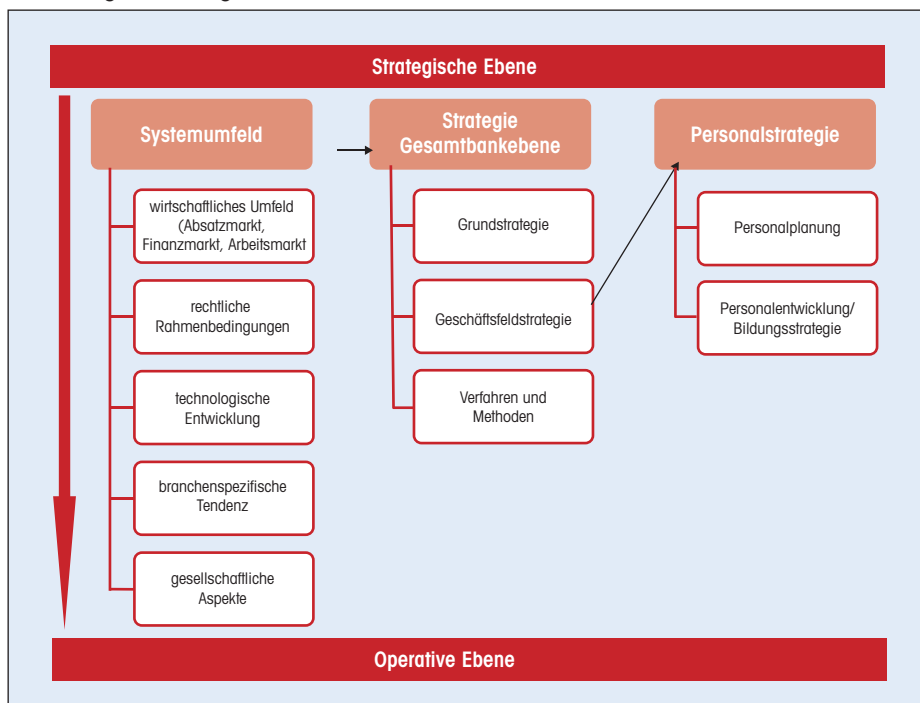 Strategische Ebene
Systemumfeld
wirtschaftliches Umfeld
(Absatzmarkt,
Finanzmarkt, Arbeitsmarkt
rechtliche
Rahmenbedingungen
technologische
Entwicklung
branchenspezifische
Tendenz
gesellschaftliche
Aspekte
Strategie
Gesamtbankebene
Grundstrategie
Geschäftsfeldstrategie
Verfahren und
Methoden
Personalstrategie
Personalplanung
Personalentwicklung/
Bildungsstrategie
Operative Ebene